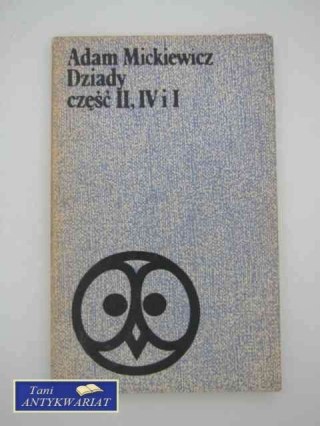 Adam Mickiewicz
Dziady
część II, IV i I
Tani
ANTYKWARIAT